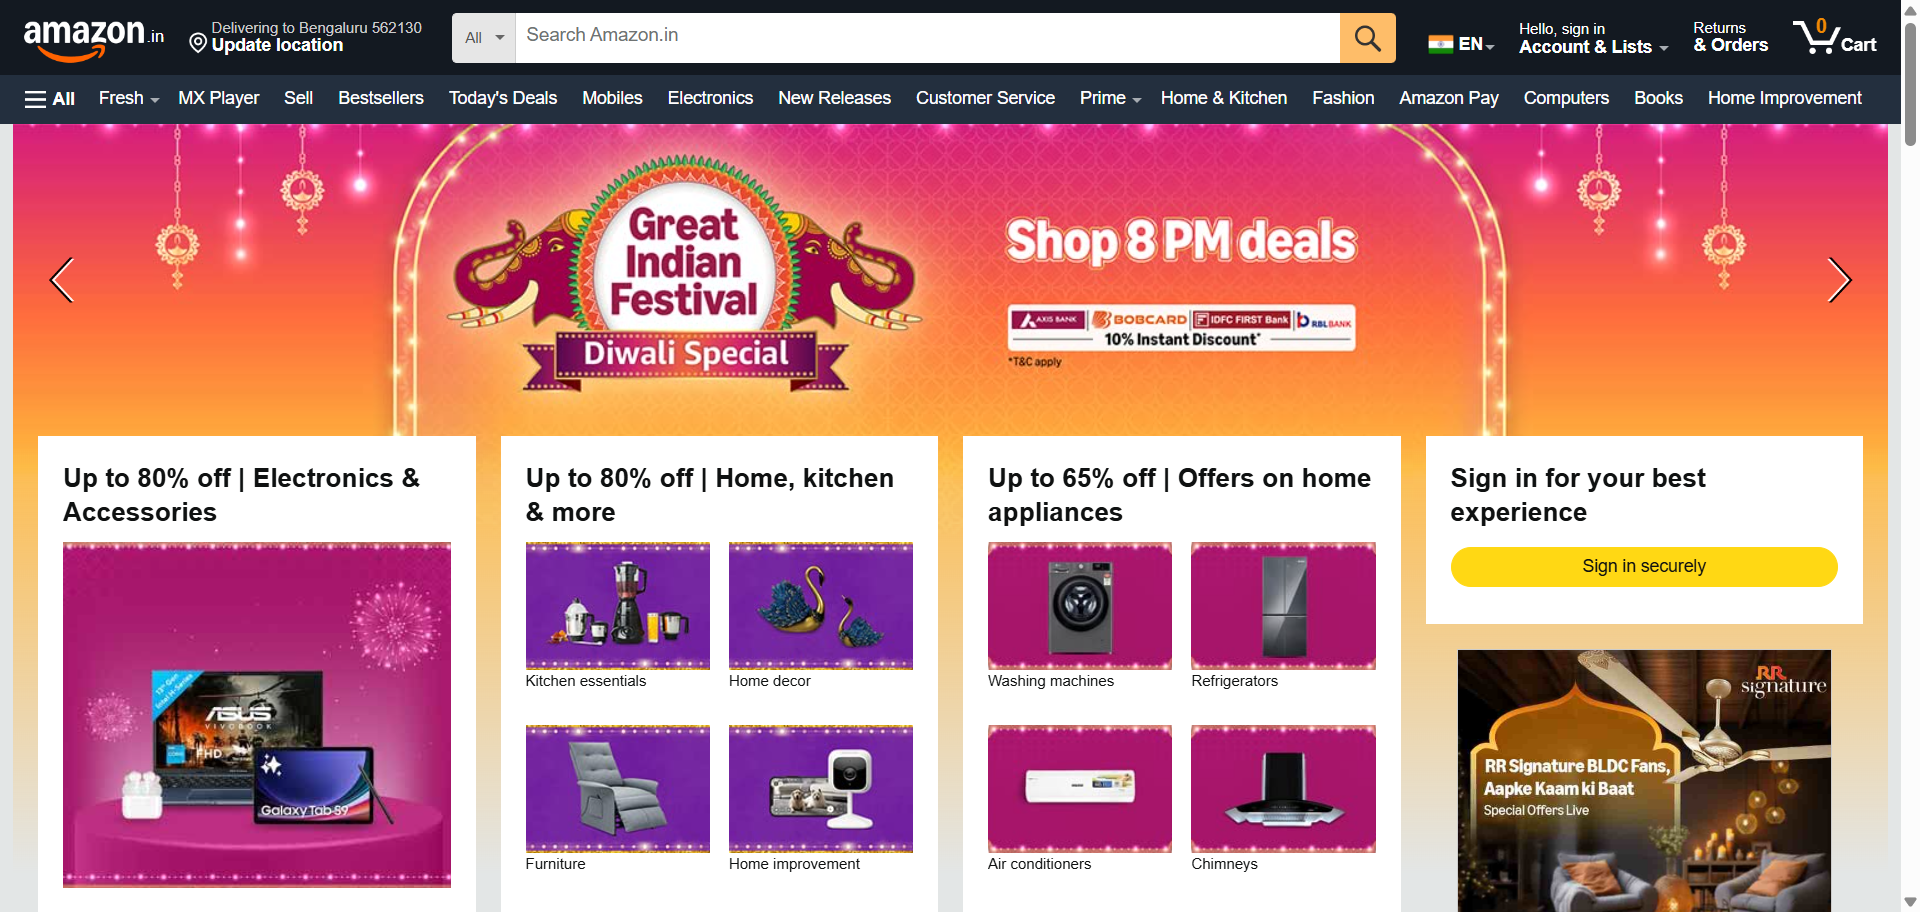 amazon.in
Delivering to Bengaluru 562130
Update location
All
Search Amazon.in
EN
Hello, sign in
Account & Lists
Returns
& Orders
0
Cart
All
Fresh
MX Player
Sell
Bestsellers
Today's Deals
Mobiles
Electronics
New Releases
Customer Service
Prime
Home & Kitchen
Fashion
Amazon Pay
Computers
Books
Home Improvement
Great
Indian
Festival
Diwali Special
Shop 8 PM deals
AXIS BANK
BOBCARD
IDFC FIRST Bank
RBL BANK
10% Instant Discount*
*T&C apply
Up to 80% off | Electronics &
Accessories
13th Gen
Intel H-Series
ASUS
VIVOBOOK
FHD
Galaxy Tab S9
Up to 80% off | Home, kitchen
& more
Kitchen essentials
Home decor
Furniture
Home improvement
Up to 65% off | Offers on home
appliances
Washing machines
Refrigerators
Air conditioners
Chimneys
Sign in for your best
experience
Sign in securely
RR
signature
RR Signature BLDC Fans,
Aapke Kaam ki Baat
Special Offers Live